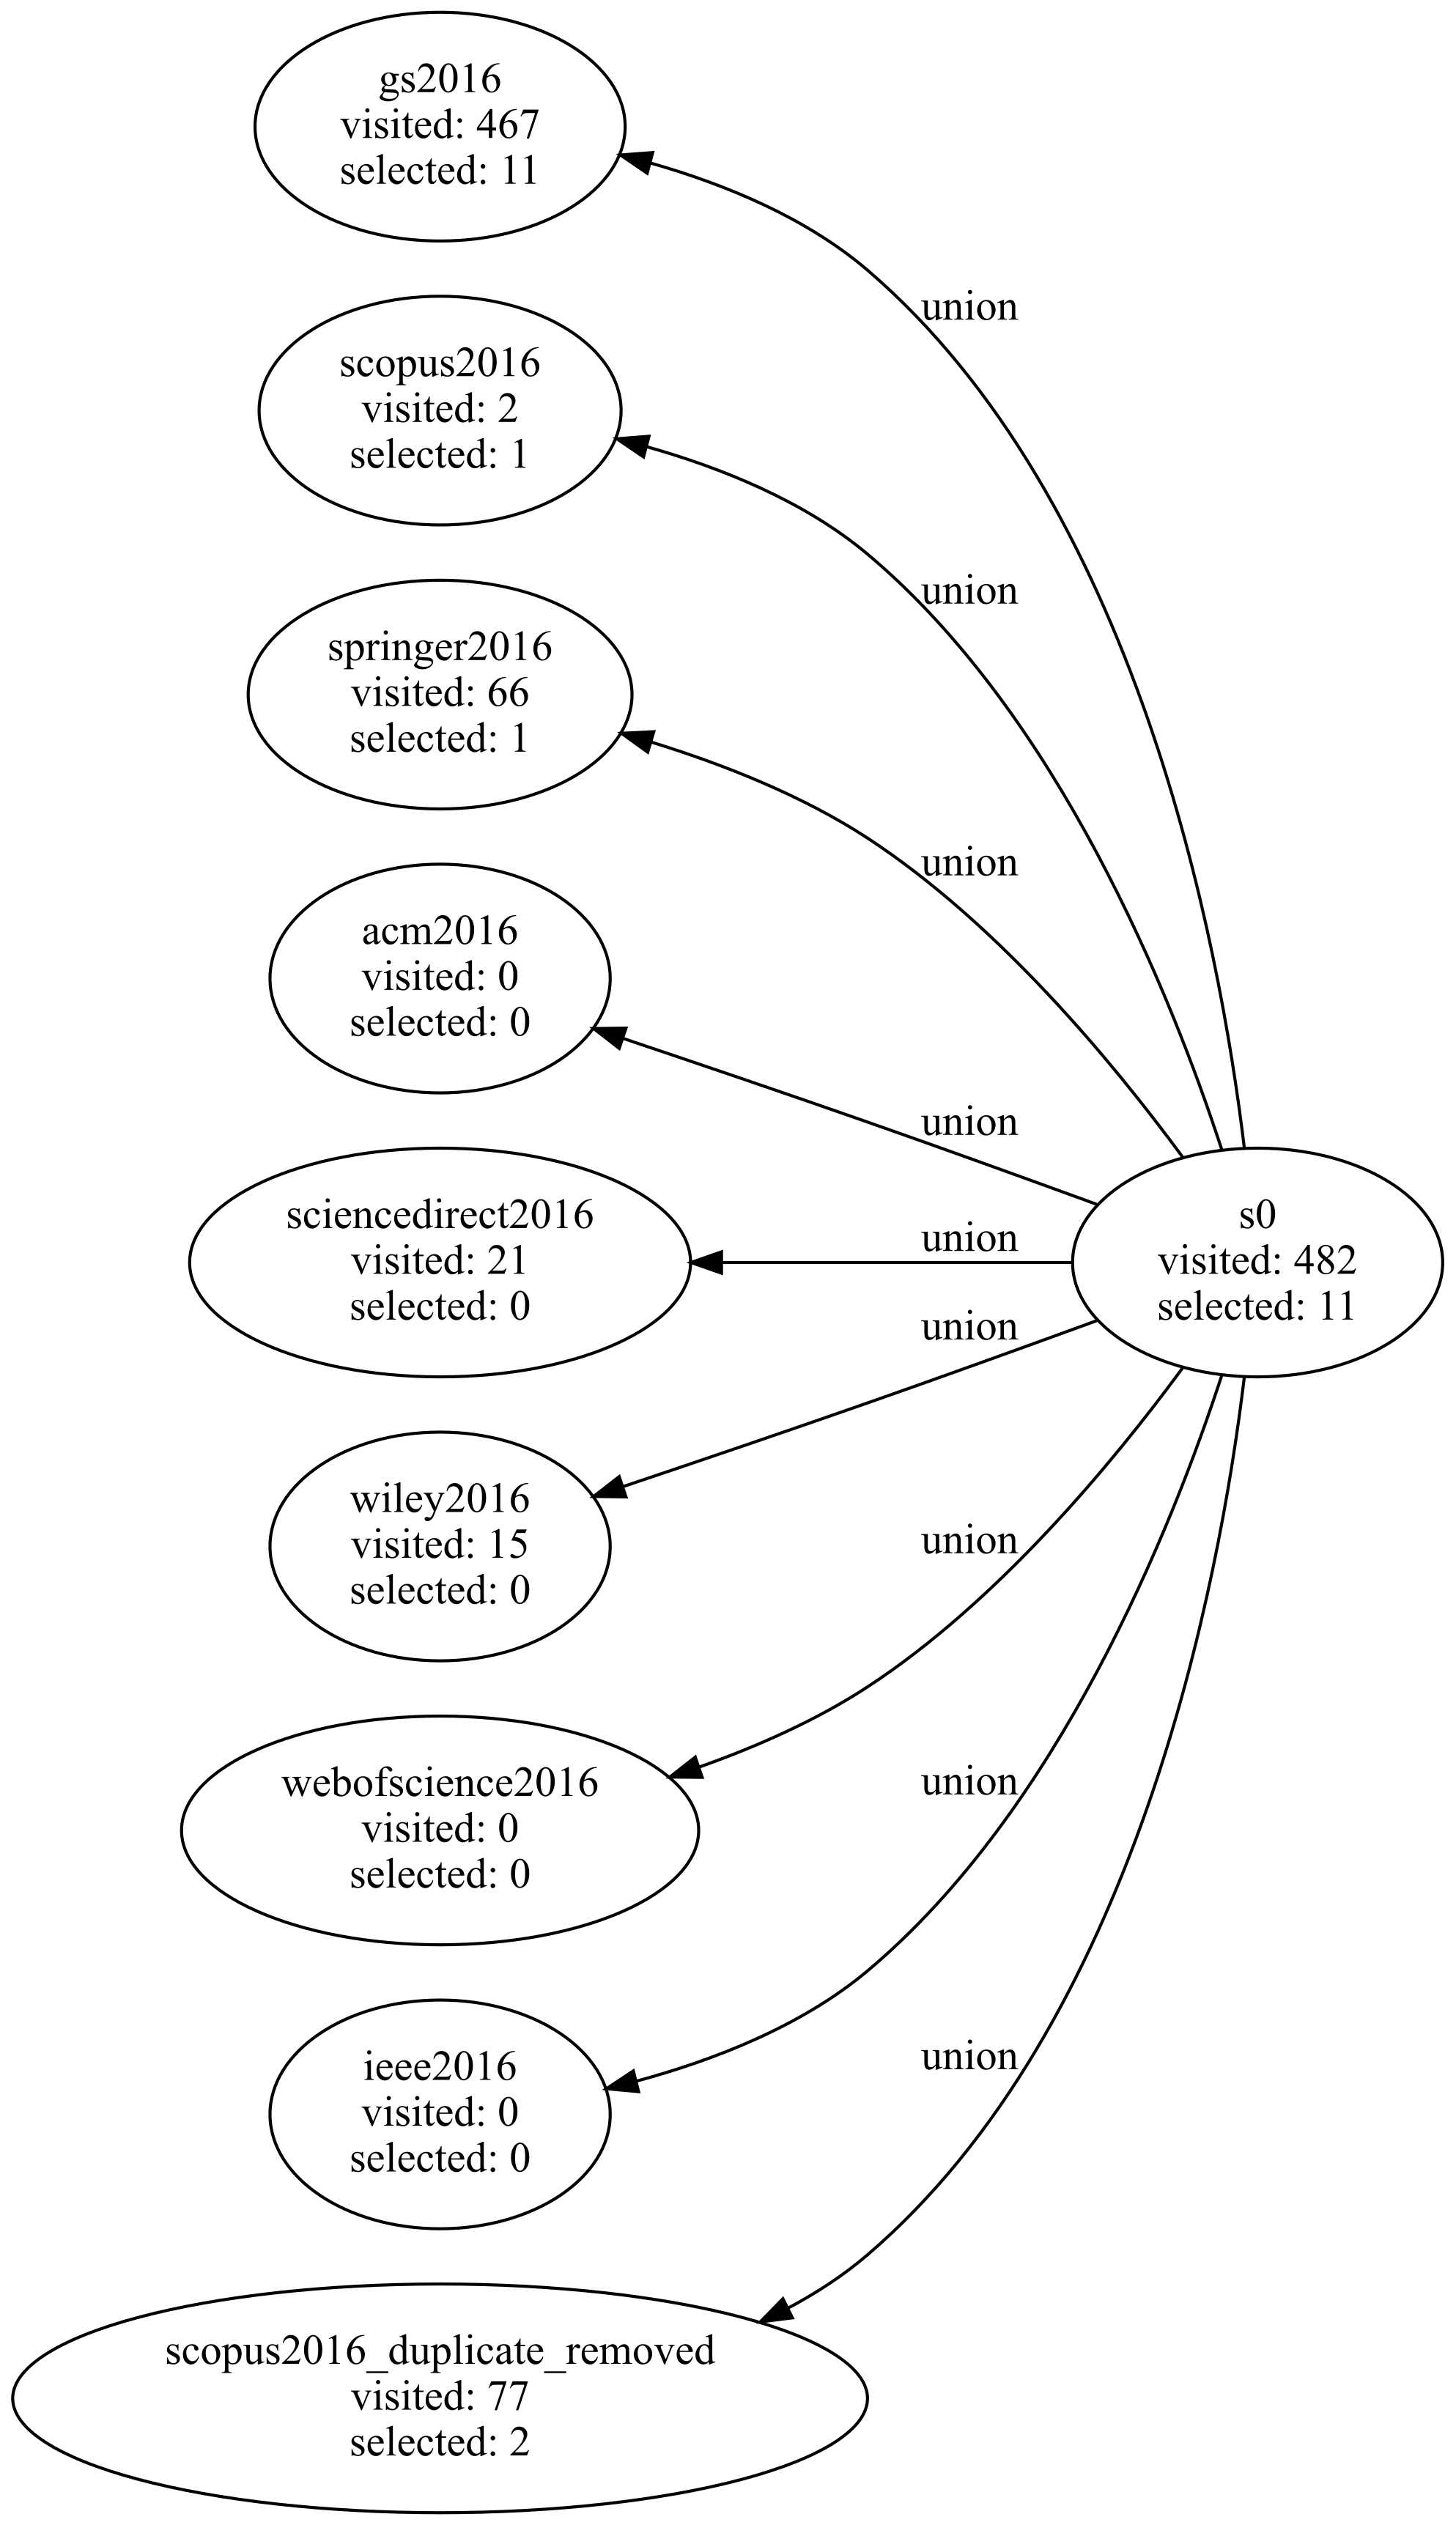 gs2016
visited: 467
selected: 11
union
scopus2016
visited: 2
selected: 1
union
springer2016
visited: 66
selected: 1
union
acm2016
visited: 0
selected: 0
union
sciencedirect2016
visited: 21
selected: 0
union
s0
visited: 482
selected: 11
union
wiley2016
visited: 15
selected: 0
union
webofscience2016
visited: 0
selected: 0
union
ieee2016
visited: 0
selected: 0
union
scopus2016_duplicate_removed
visited: 77
selected: 2